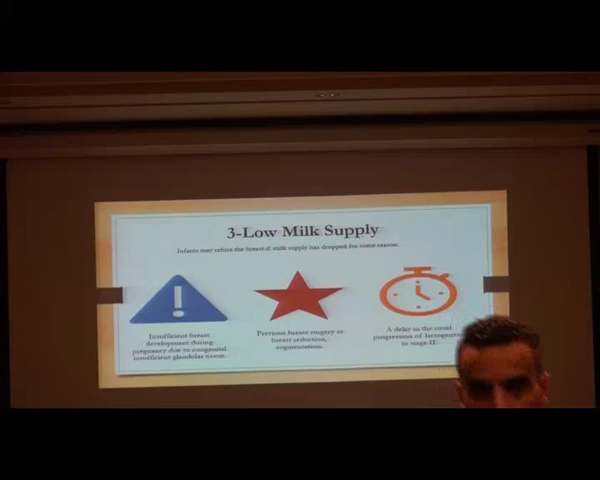 3-Low Milk Supply
Infants may refuse the breast if milk supply has dropped for some reason.
Insufficient breast
development during
pregnancy due to congenital
insufficient glandular tissue.
Previous breast surgery as
breast reduction,
augmentation.
A delay in the usual
progression of lactogenesis
to stage II.